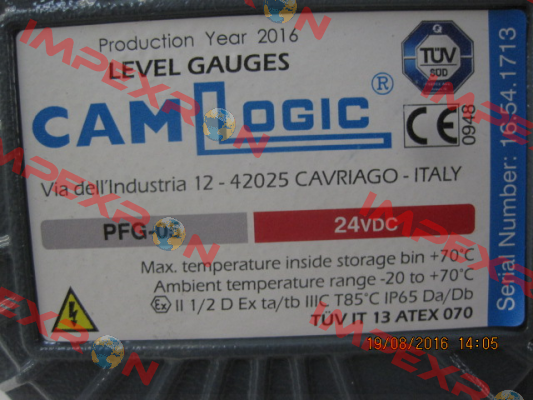 Production Year 2016
LEVEL GAUGES
CAMLOGIC®
Q
TÜV
SÜD
CE 0948
Via dell'Industria 12 - 42025 CAVRIAGO - ITALY
24VDC
Max. temperature inside storage bin +70°C
Ambient temperature range -20 to +70°C
Ex II 1/2 D Ex ta/tb IIIC T85°C IP65 Da/Db
TÜV IT 13 ATEX 070
Serial Number: 16.54.1713
19/08/2016 14:05
IMPEXRON